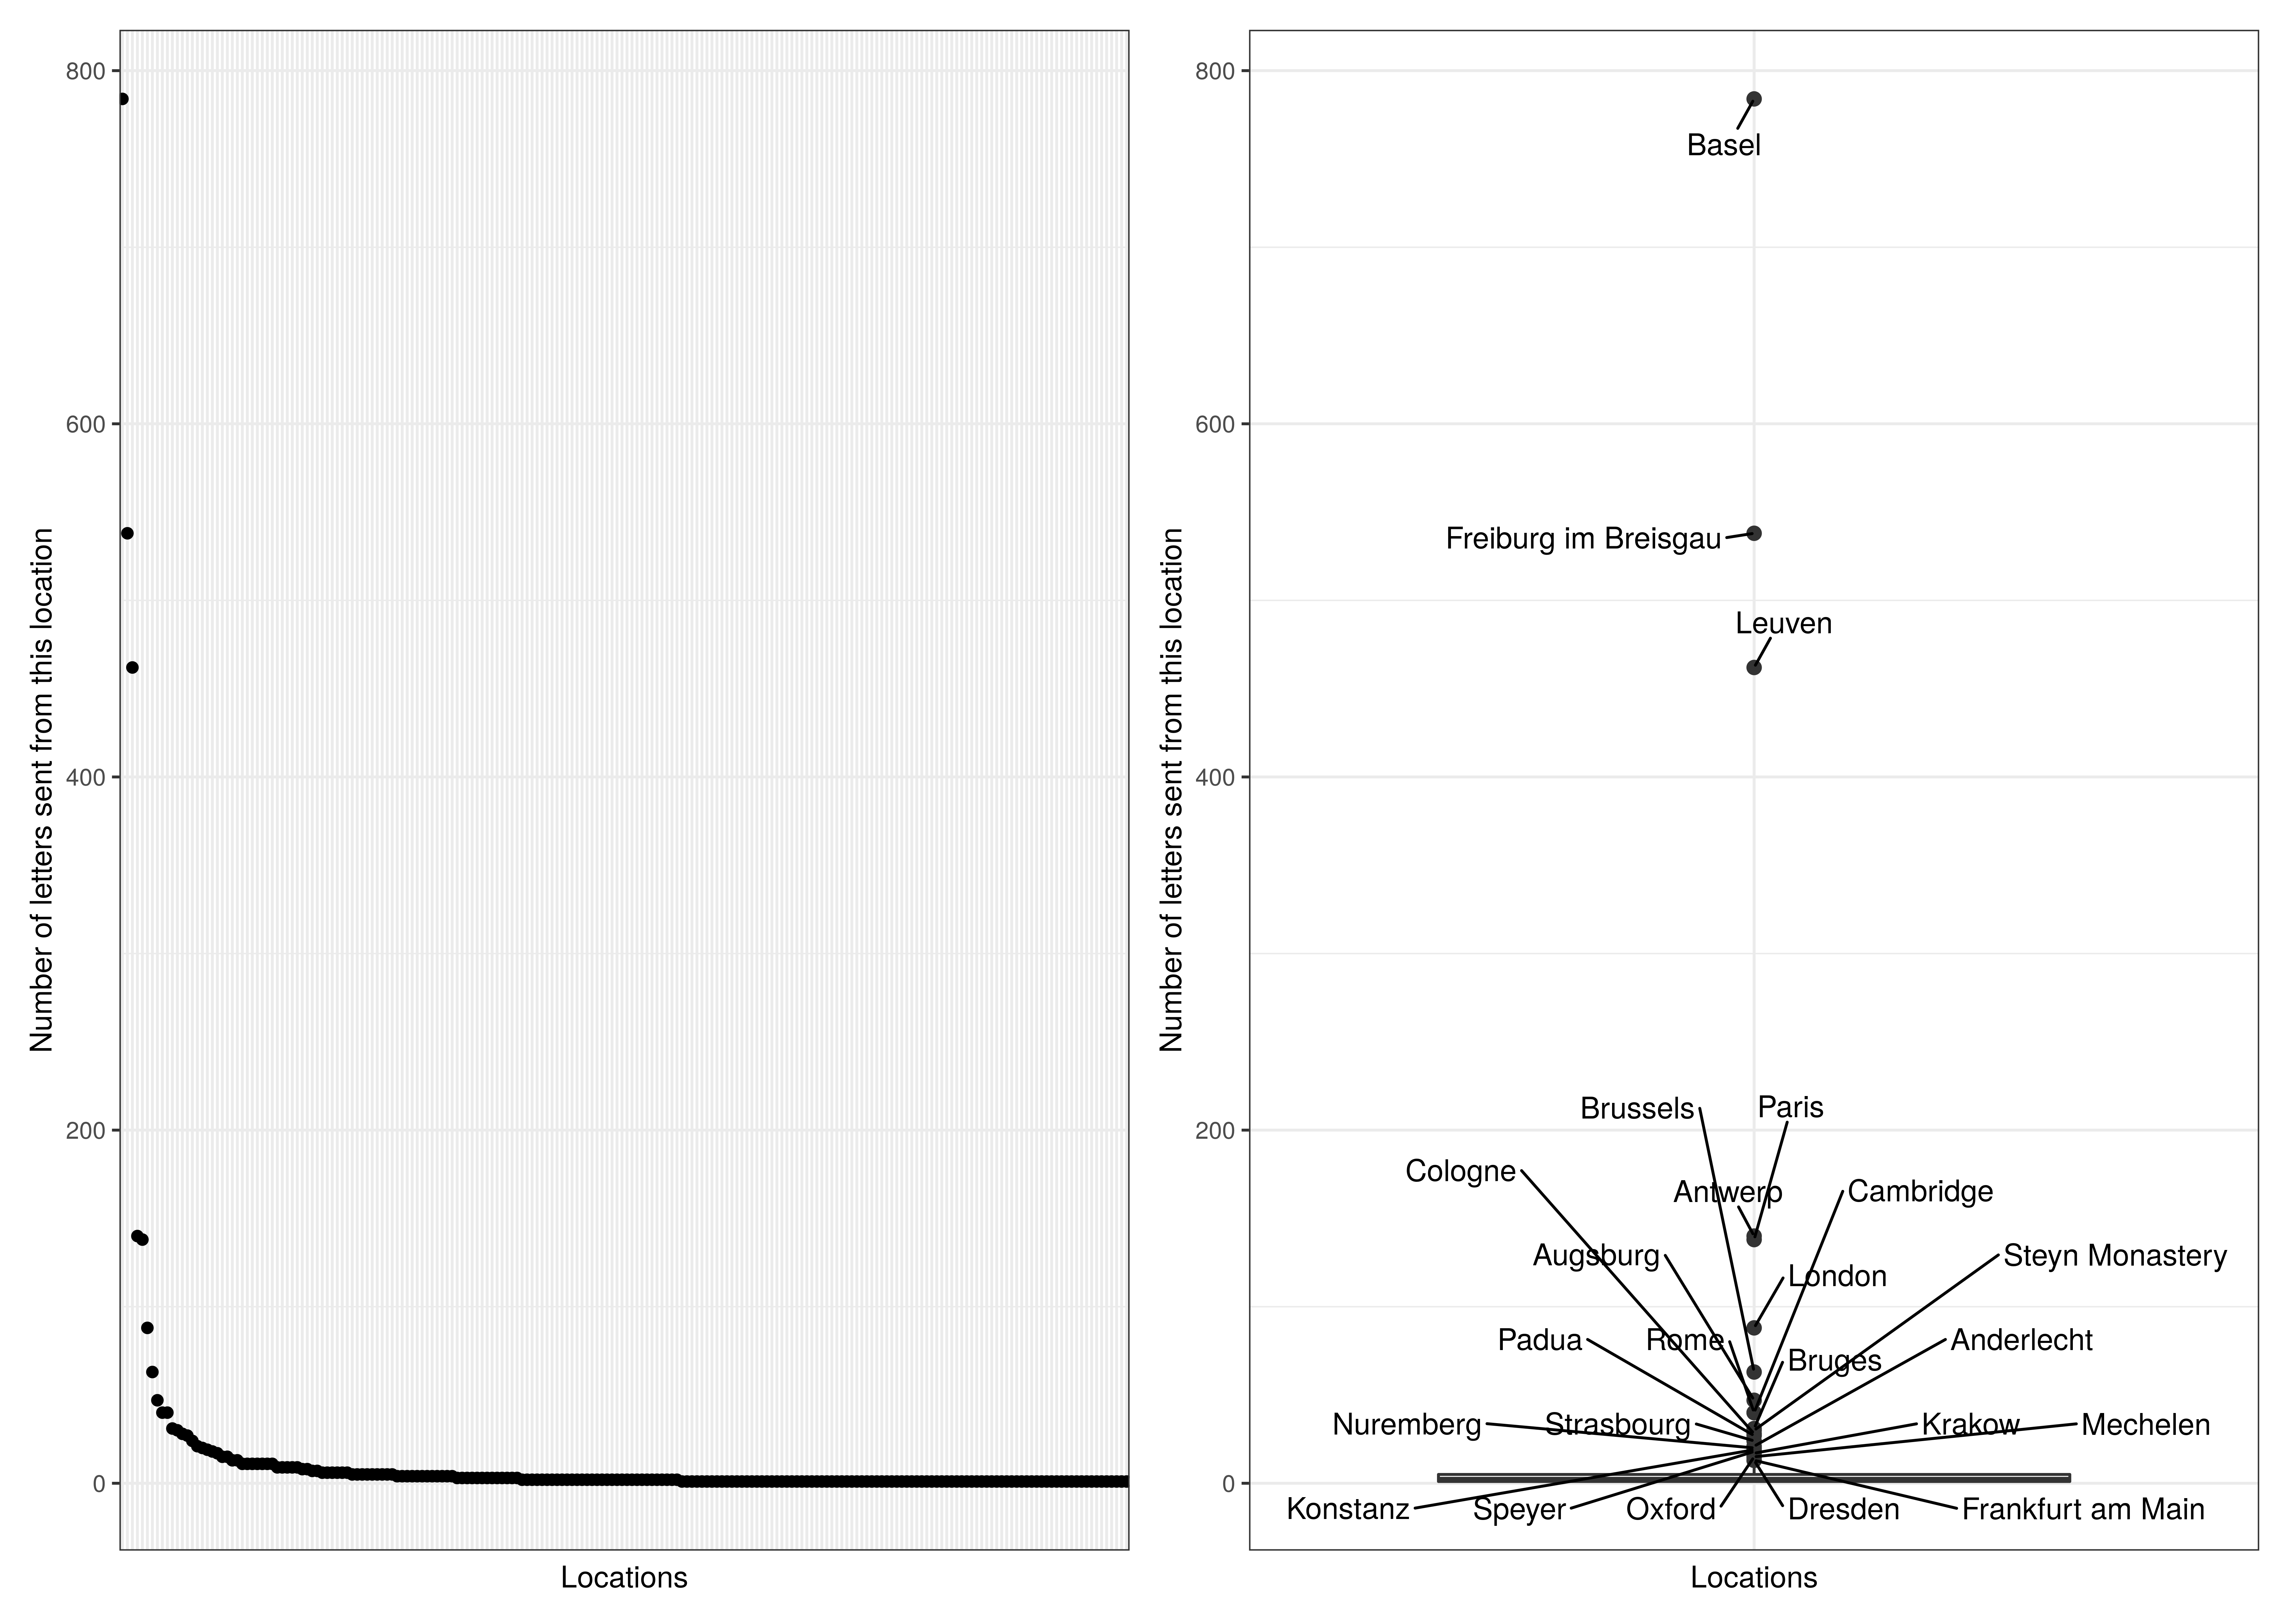 Number of letters sent from this location
800
600
400
200
0
Locations
Number of letters sent from this location
800
600
400
200
0
Basel
Freiburg im Breisgau
Leuven
Brussels
Paris
Cologne
Antwerp
Cambridge
Augsburg
Steyn Monastery
London
Padua
Rome
Anderlecht
Bruges
Nuremberg
Strasbourg
Krakow
Mechelen
Konstanz
Speyer
Oxford
Dresden
Frankfurt am Main
Locations